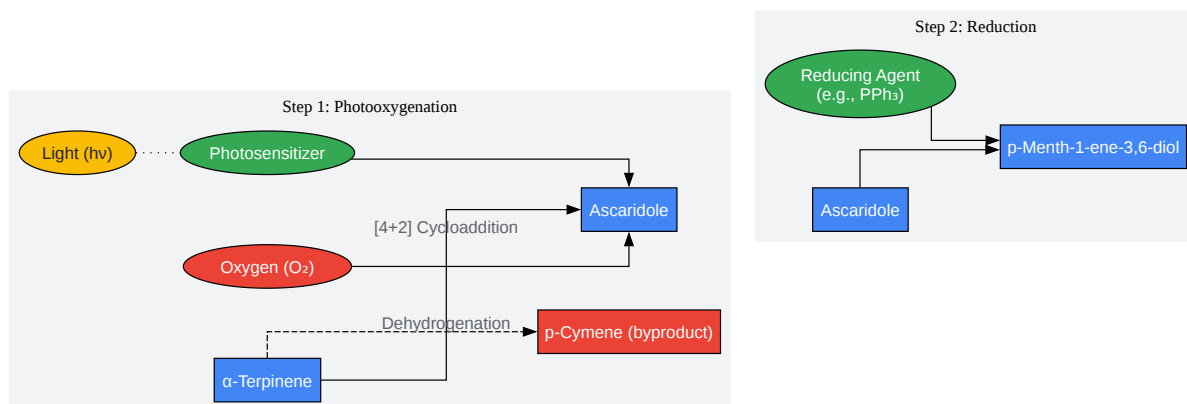 Step 1: Photooxygenation
Light (hν)
Photosensitizer
Ascaridole
[4+2] Cycloaddition
Oxygen (O₂)
Dehydrogenation
p-Cymene (byproduct)
α-Terpinene
Step 2: Reduction
Reducing Agent
(e.g., PPh₃)
p-Menth-1-ene-3,6-diol
Ascaridole